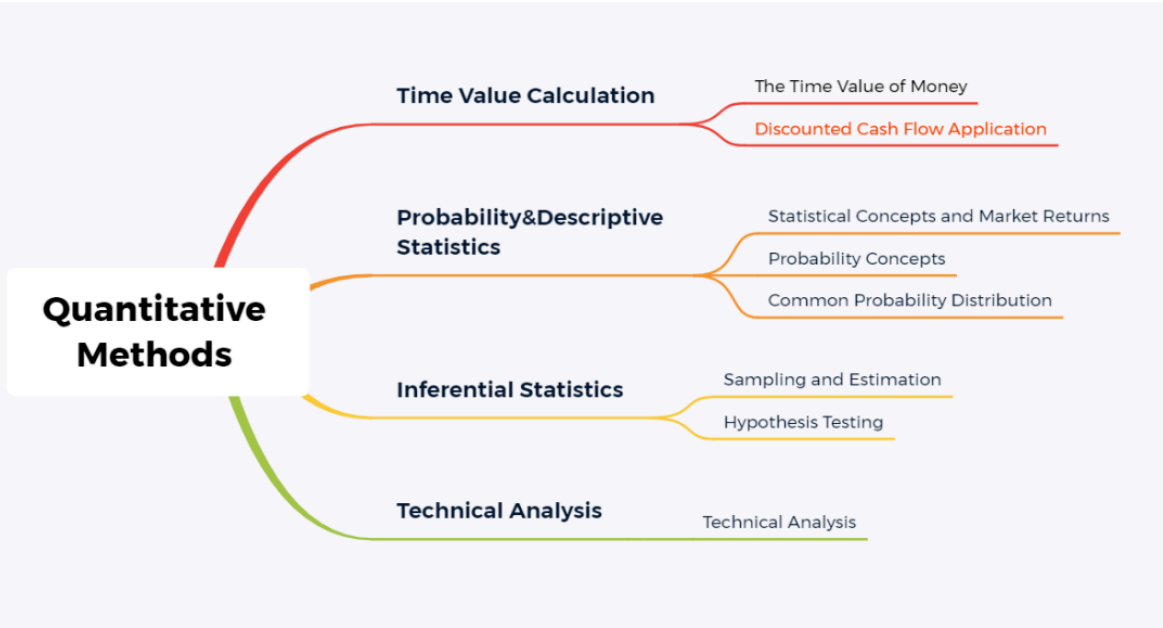 Time Value Calculation
The Time Value of Money
Discounted Cash Flow Application
Probability&Descriptive
Statistics
Statistical Concepts and Market Returns
Probability Concepts
Common Probability Distribution
Quantitative
Methods
Inferential Statistics
Sampling and Estimation
Hypothesis Testing
Technical Analysis
Technical Analysis